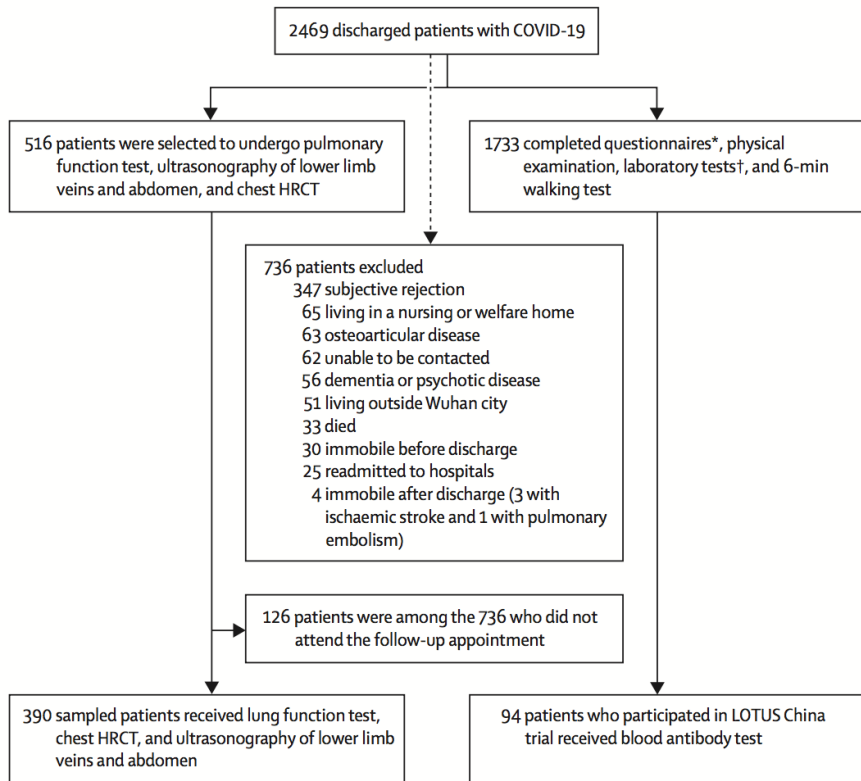 2469 discharged patients with COVID-19
516 patients were selected to undergo pulmonary
function test, ultrasonography of lower limb
veins and abdomen, and chest HRCT
1733 completed questionnaires*, physical
examination, laboratory tests†, and 6-min
walking test
736 patients excluded
347 subjective rejection
65 living in a nursing or welfare home
63 osteoarticular disease
62 unable to be contacted
56 dementia or psychotic disease
51 living outside Wuhan city
33 died
30 immobile before discharge
25 readmitted to hospitals
4 immobile after discharge (3 with
ischaemic stroke and 1 with pulmonary
embolism)
126 patients were among the 736 who did not
attend the follow-up appointment
390 sampled patients received lung function test,
chest HRCT, and ultrasonography of lower limb
veins and abdomen
94 patients who participated in LOTUS China
trial received blood antibody test